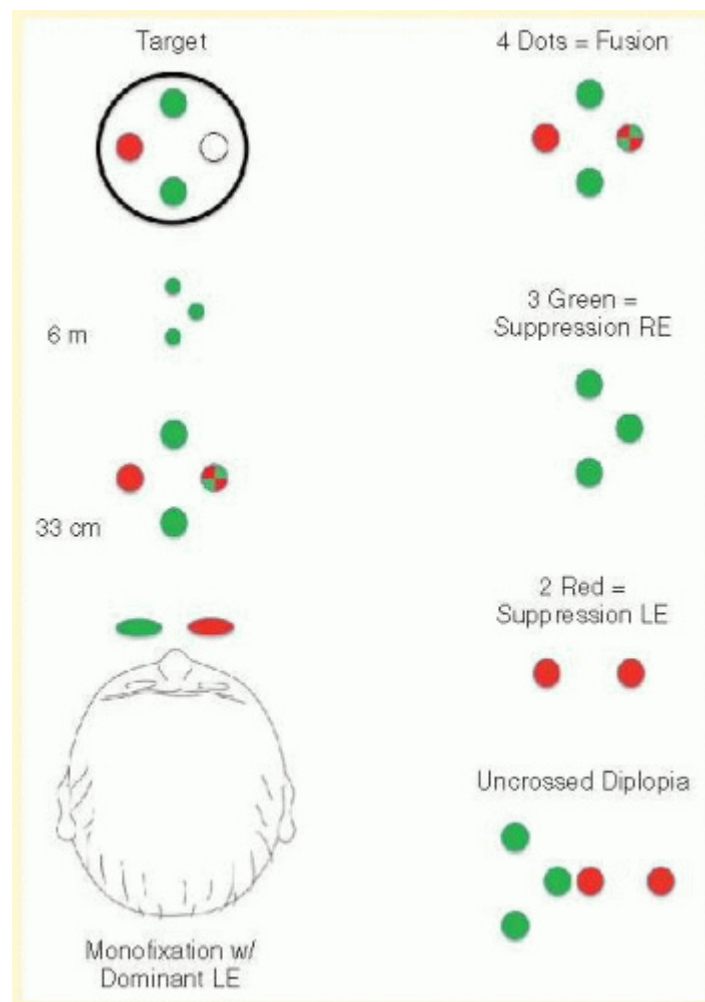 Target
6 m
33 cm
Monofixation w/
Dominant LE
4 Dots = Fusion
3 Green =
Suppression RE
2 Red =
Suppression LE
Uncrossed Diplopia